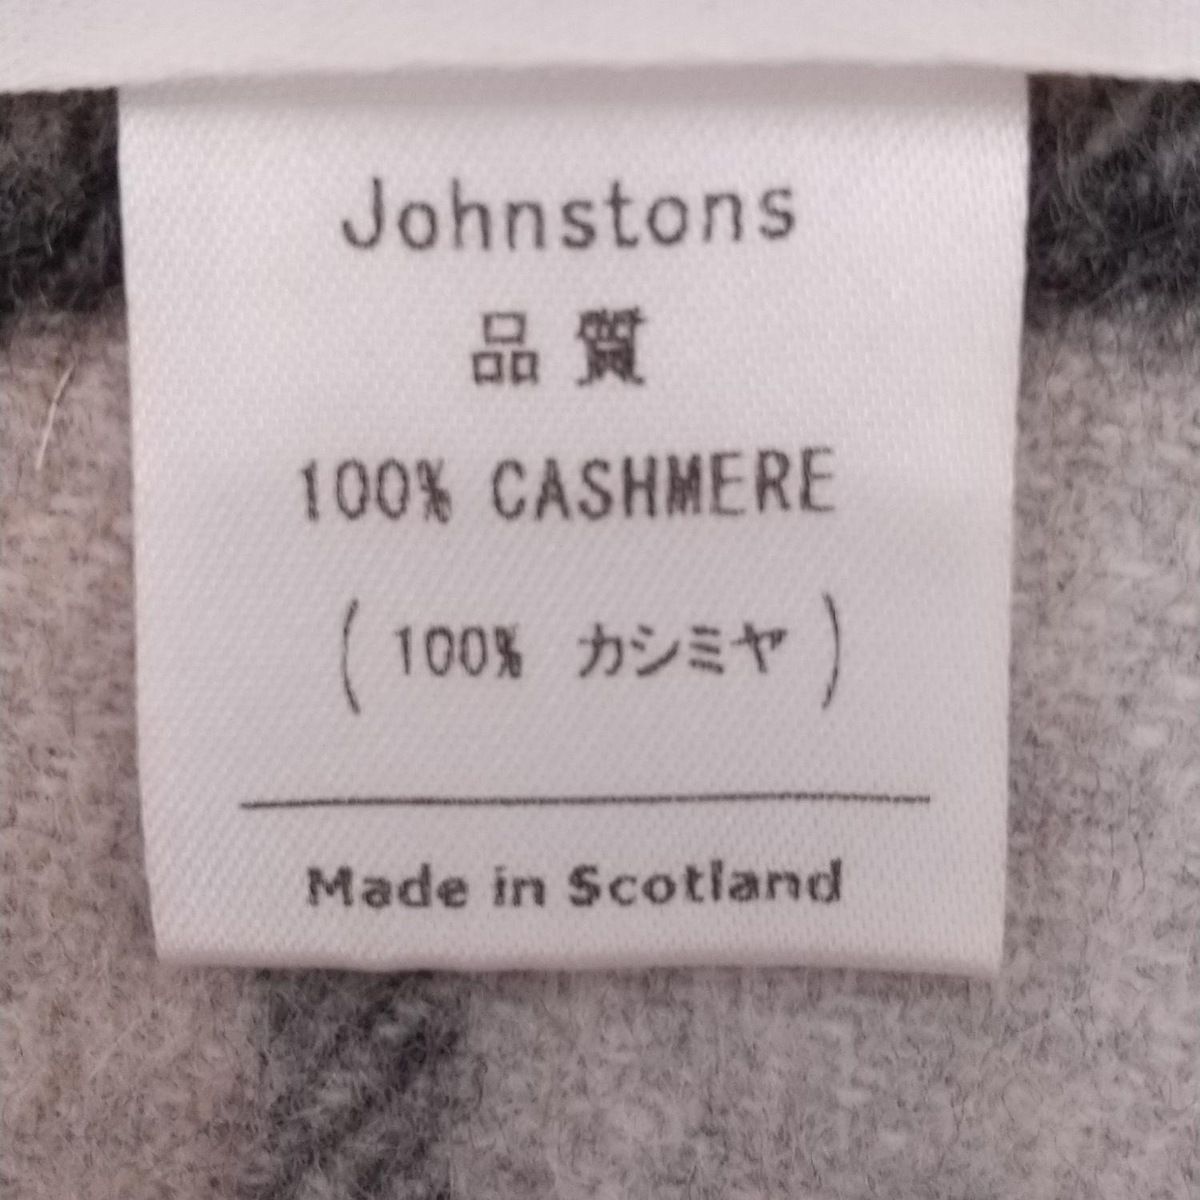 Johnstons
品質
100% CASHMERE
(100% カシミヤ)
Made in Scotland